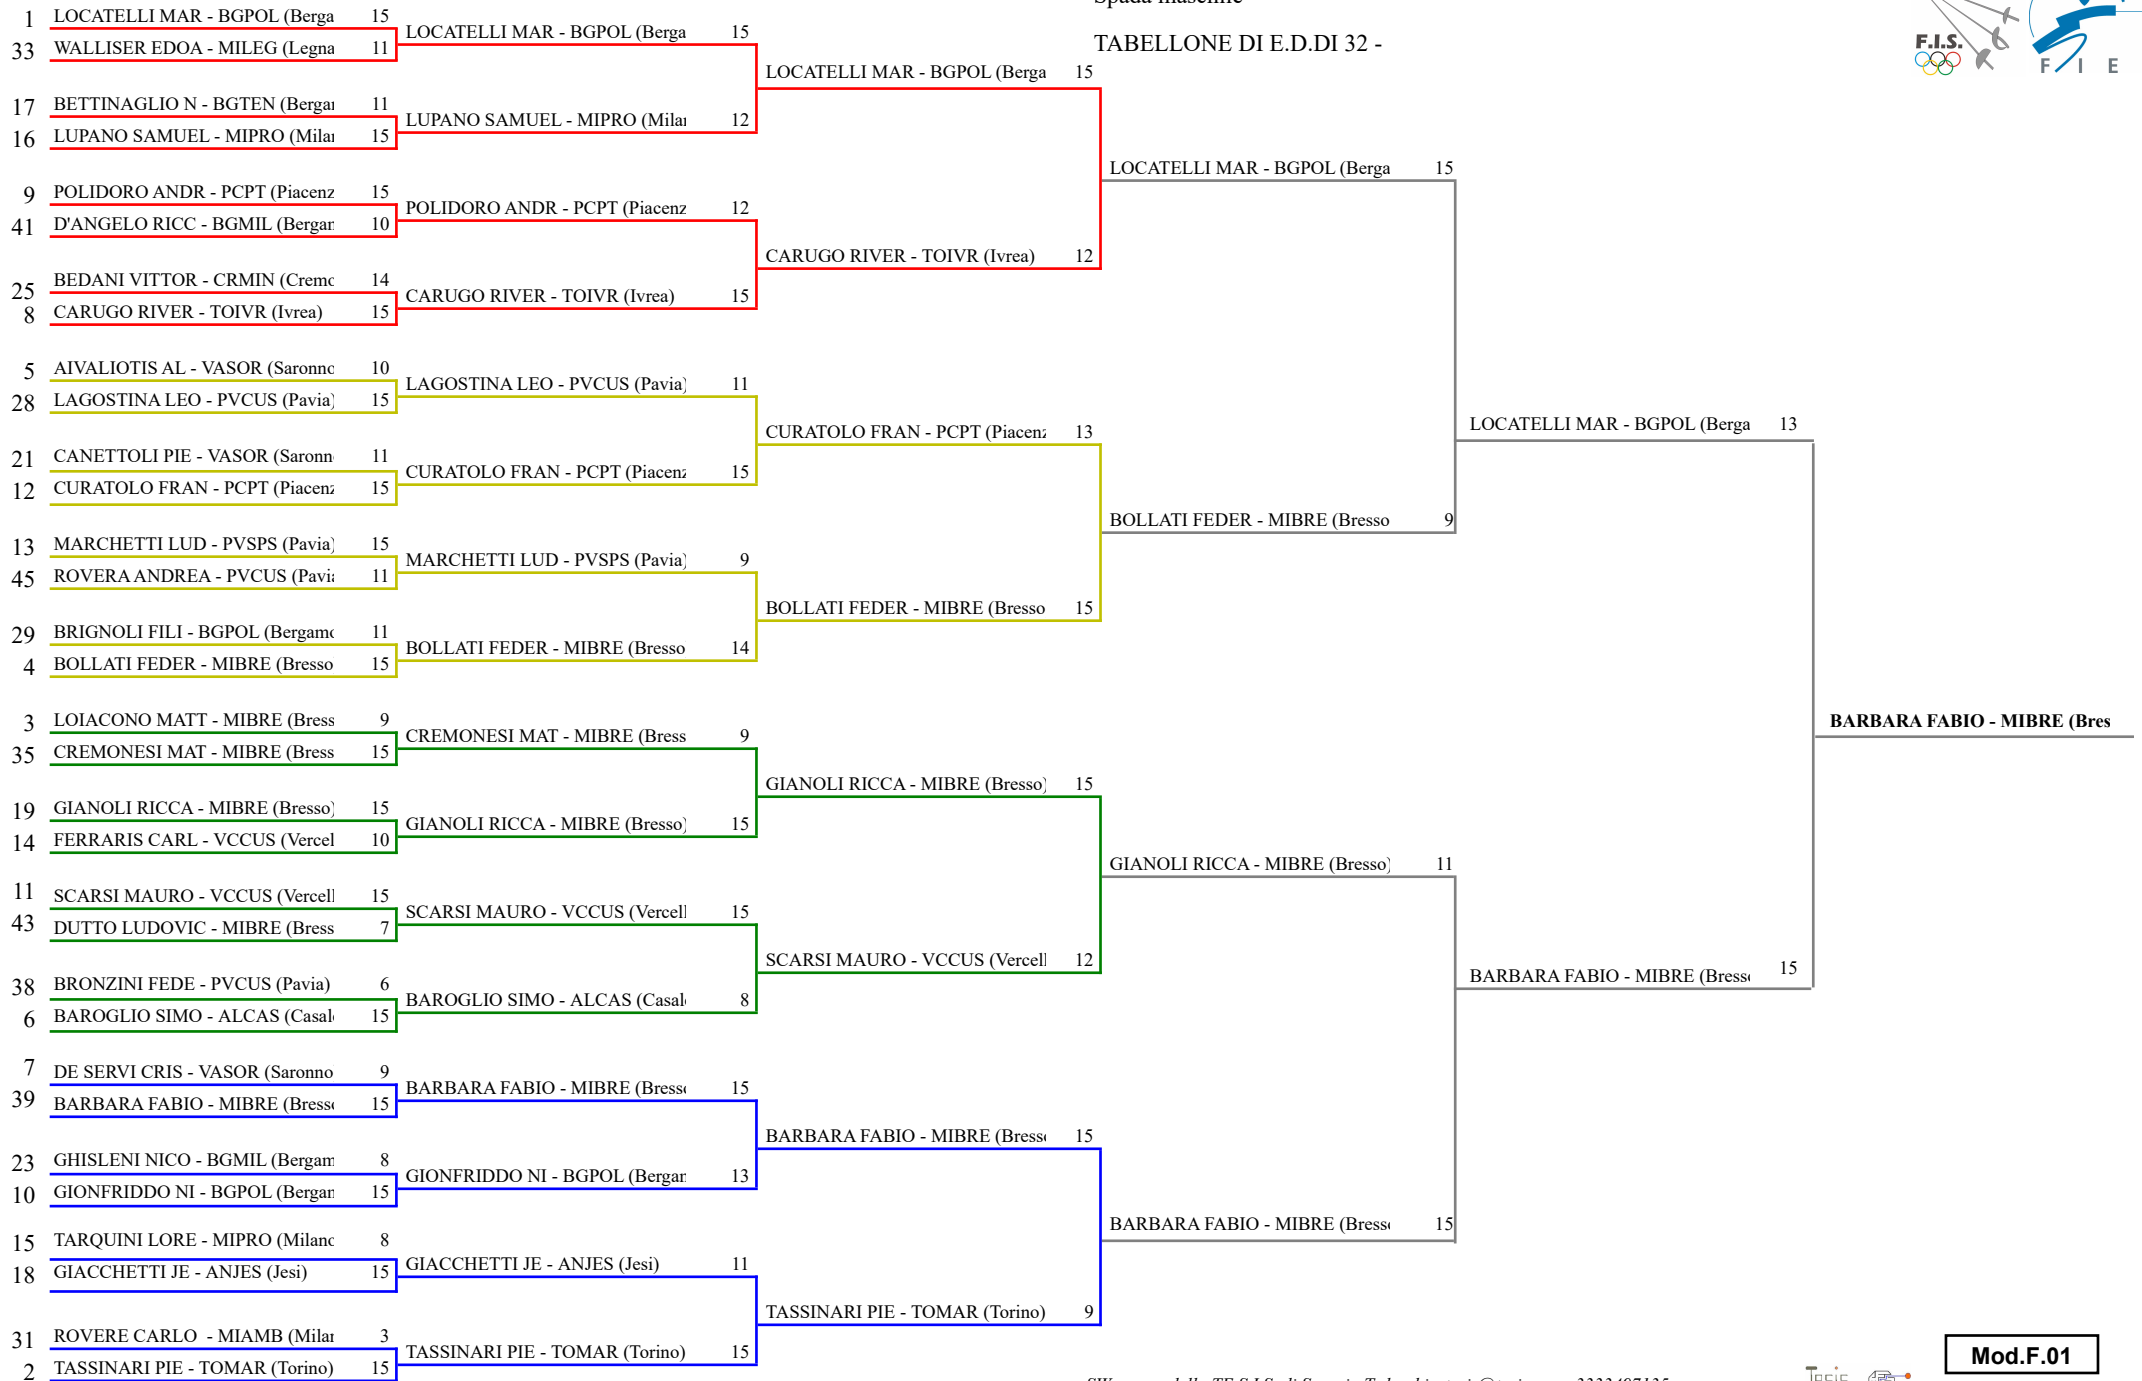 Spada maschile
TABELLONE DI E.D.DI 32 -
F.I.S.
F I E
1 LOCATELLI MAR - BGPOL (Berga 15
33 WALLISER EDOA - MILEG (Legna 11
17 BETTINAGLIO N - BGTEN (Bergar 11
16 LUPANO SAMUEL - MIPRO (Milar 15
9 POLIDORO ANDR - PCPT (Piacenz 15
41 D'ANGELO RICC - BGMIL (Bergar 10
25 BEDANI VITTOR - CRMIN (Cremo 14
8 CARUGO RIVER - TOIVR (Ivrea) 15
5 AIVALIOTIS AL - VASOR (Saronno 10
28 LAGOSTINA LEO - PVCUS (Pavia) 15
21 CANETTOLI PIE - VASOR (Saronn 11
12 CURATOLO FRAN - PCPT (Piacenz 15
13 MARCHETTI LUD - PVSPS (Pavia) 15
45 ROVERA ANDREA - PVCUS (Pavia 11
29 BRIGNOLI FILI - BGPOL (Bergamo 11
4 BOLLATI FEDER - MIBRE (Bresso 15
3 LOIACONO MATT - MIBRE (Bress 9
35 CREMONESI MAT - MIBRE (Bress 15
19 GIANOLI RICCA - MIBRE (Bresso) 15
14 FERRARIS CARL - VCCUS (Vercel 10
11 SCARSI MAURO - VCCUS (Vercell 15
43 DUTTO LUDOVIC - MIBRE (Bress 7
38 BRONZINI FEDE - PVCUS (Pavia) 6
6 BAROGLIO SIMO - ALCAS (Casal 15
7 DE SERVI CRIS - VASOR (Saronno 9
39 BARBARA FABIO - MIBRE (Bresso 15
23 GHISLENI NICO - BGMIL (Bergam 8
10 GIONFRIDDO NI - BGPOL (Bergar 15
15 TARQUINI LORE - MIPRO (Milano 8
18 GIACCHETTI JE - ANJES (Jesi) 15
31 ROVERE CARLO - MIAMB (Milar 3
2 TASSINARI PIE - TOMAR (Torino) 15
LOCATELLI MAR - BGPOL (Berga 15
LUPANO SAMUEL - MIPRO (Milar 12
POLIDORO ANDR - PCPT (Piacenz 12
CARUGO RIVER - TOIVR (Ivrea) 15
LAGOSTINA LEO - PVCUS (Pavia) 11
CURATOLO FRAN - PCPT (Piacenz 15
MARCHETTI LUD - PVSPS (Pavia) 9
BOLLATI FEDER - MIBRE (Bresso 14
CREMONESI MAT - MIBRE (Bress 9
GIANOLI RICCA - MIBRE (Bresso) 15
SCARSI MAURO - VCCUS (Vercell 15
BAROGLIO SIMO - ALCAS (Casal 8
BARBARA FABIO - MIBRE (Bresso 15
GIONFRIDDO NI - BGPOL (Bergar 13
GIACCHETTI JE - ANJES (Jesi) 11
TASSINARI PIE - TOMAR (Torino) 15
LOCATELLI MAR - BGPOL (Berga 15
CARUGO RIVER - TOIVR (Ivrea) 12
CURATOLO FRAN - PCPT (Piacenz 13
BOLLATI FEDER - MIBRE (Bresso 15
GIANOLI RICCA - MIBRE (Bresso) 15
SCARSI MAURO - VCCUS (Vercell 12
BARBARA FABIO - MIBRE (Bresso 15
TASSINARI PIE - TOMAR (Torino) 9
LOCATELLI MAR - BGPOL (Berga 15
BOLLATI FEDER - MIBRE (Bresso 9
GIANOLI RICCA - MIBRE (Bresso) 11
BARBARA FABIO - MIBRE (Bresso 15
LOCATELLI MAR - BGPOL (Berga 13
BARBARA FABIO - MIBRE (Bresso 15
BARBARA FABIO - MIBRE (Bres
Mod.F.01